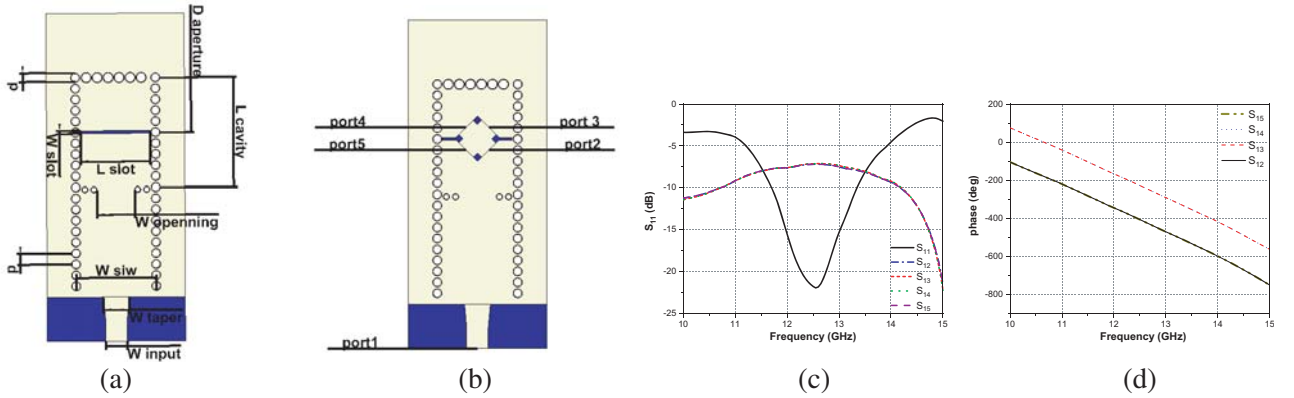 D aperture
d
L cavity
W slot
L slot
W openning
d
W siw
W taper
W input
(a)
port4
port 3
port5
port2
port1
(b)
0
-5
-10
-15
-20
-25
S11 (dB)
S11
S12
S13
S14
S15
10 11 12 13 14 15
Frequency (GHz)
(c)
200
0
-200
-400
-600
-800
phase (deg)
S15
S14
S13
S12
10 11 12 13 14 15
Frequency (GHz)
(d)